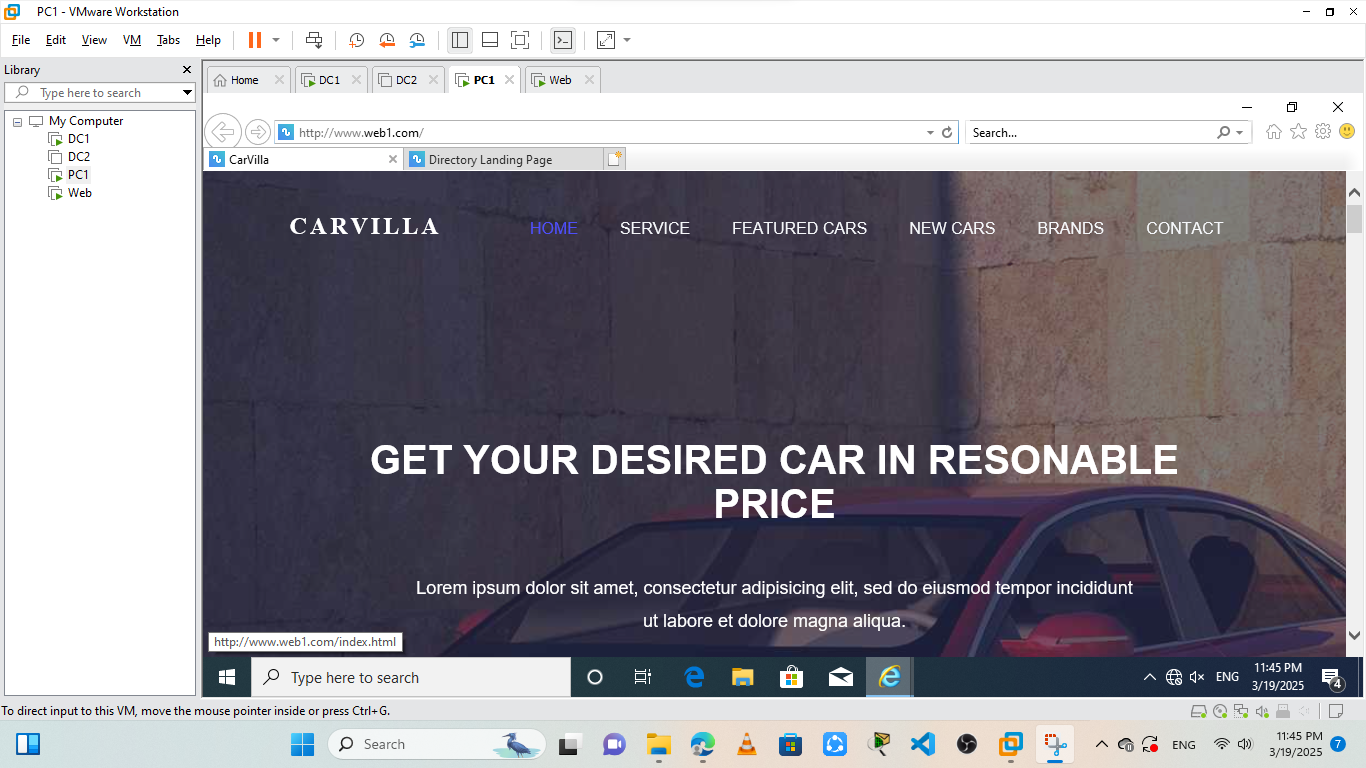 PC1 - VMware Workstation
File Edit View VM Tabs Help
Library
Type here to search
My Computer
DC1
DC2
PC1
Web
Home DC1 DC2 PC1 Web
http://www.web1.com/ Search...
CarVilla Directory Landing Page
CARVILLA HOME SERVICE FEATURED CARS NEW CARS BRANDS CONTACT
GET YOUR DESIRED CAR IN RESONABLE
PRICE
Lorem ipsum dolor sit amet, consectetur adipisicing elit, sed do eiusmod tempor incididunt
ut labore et dolore magna aliqua.
http://www.web1.com/index.html
Type here to search ENG 11:45 PM
3/19/2025 4
To direct input to this VM, move the mouse pointer inside or press Ctrl+G.
Search ENG 11:45 PM
3/19/2025 7